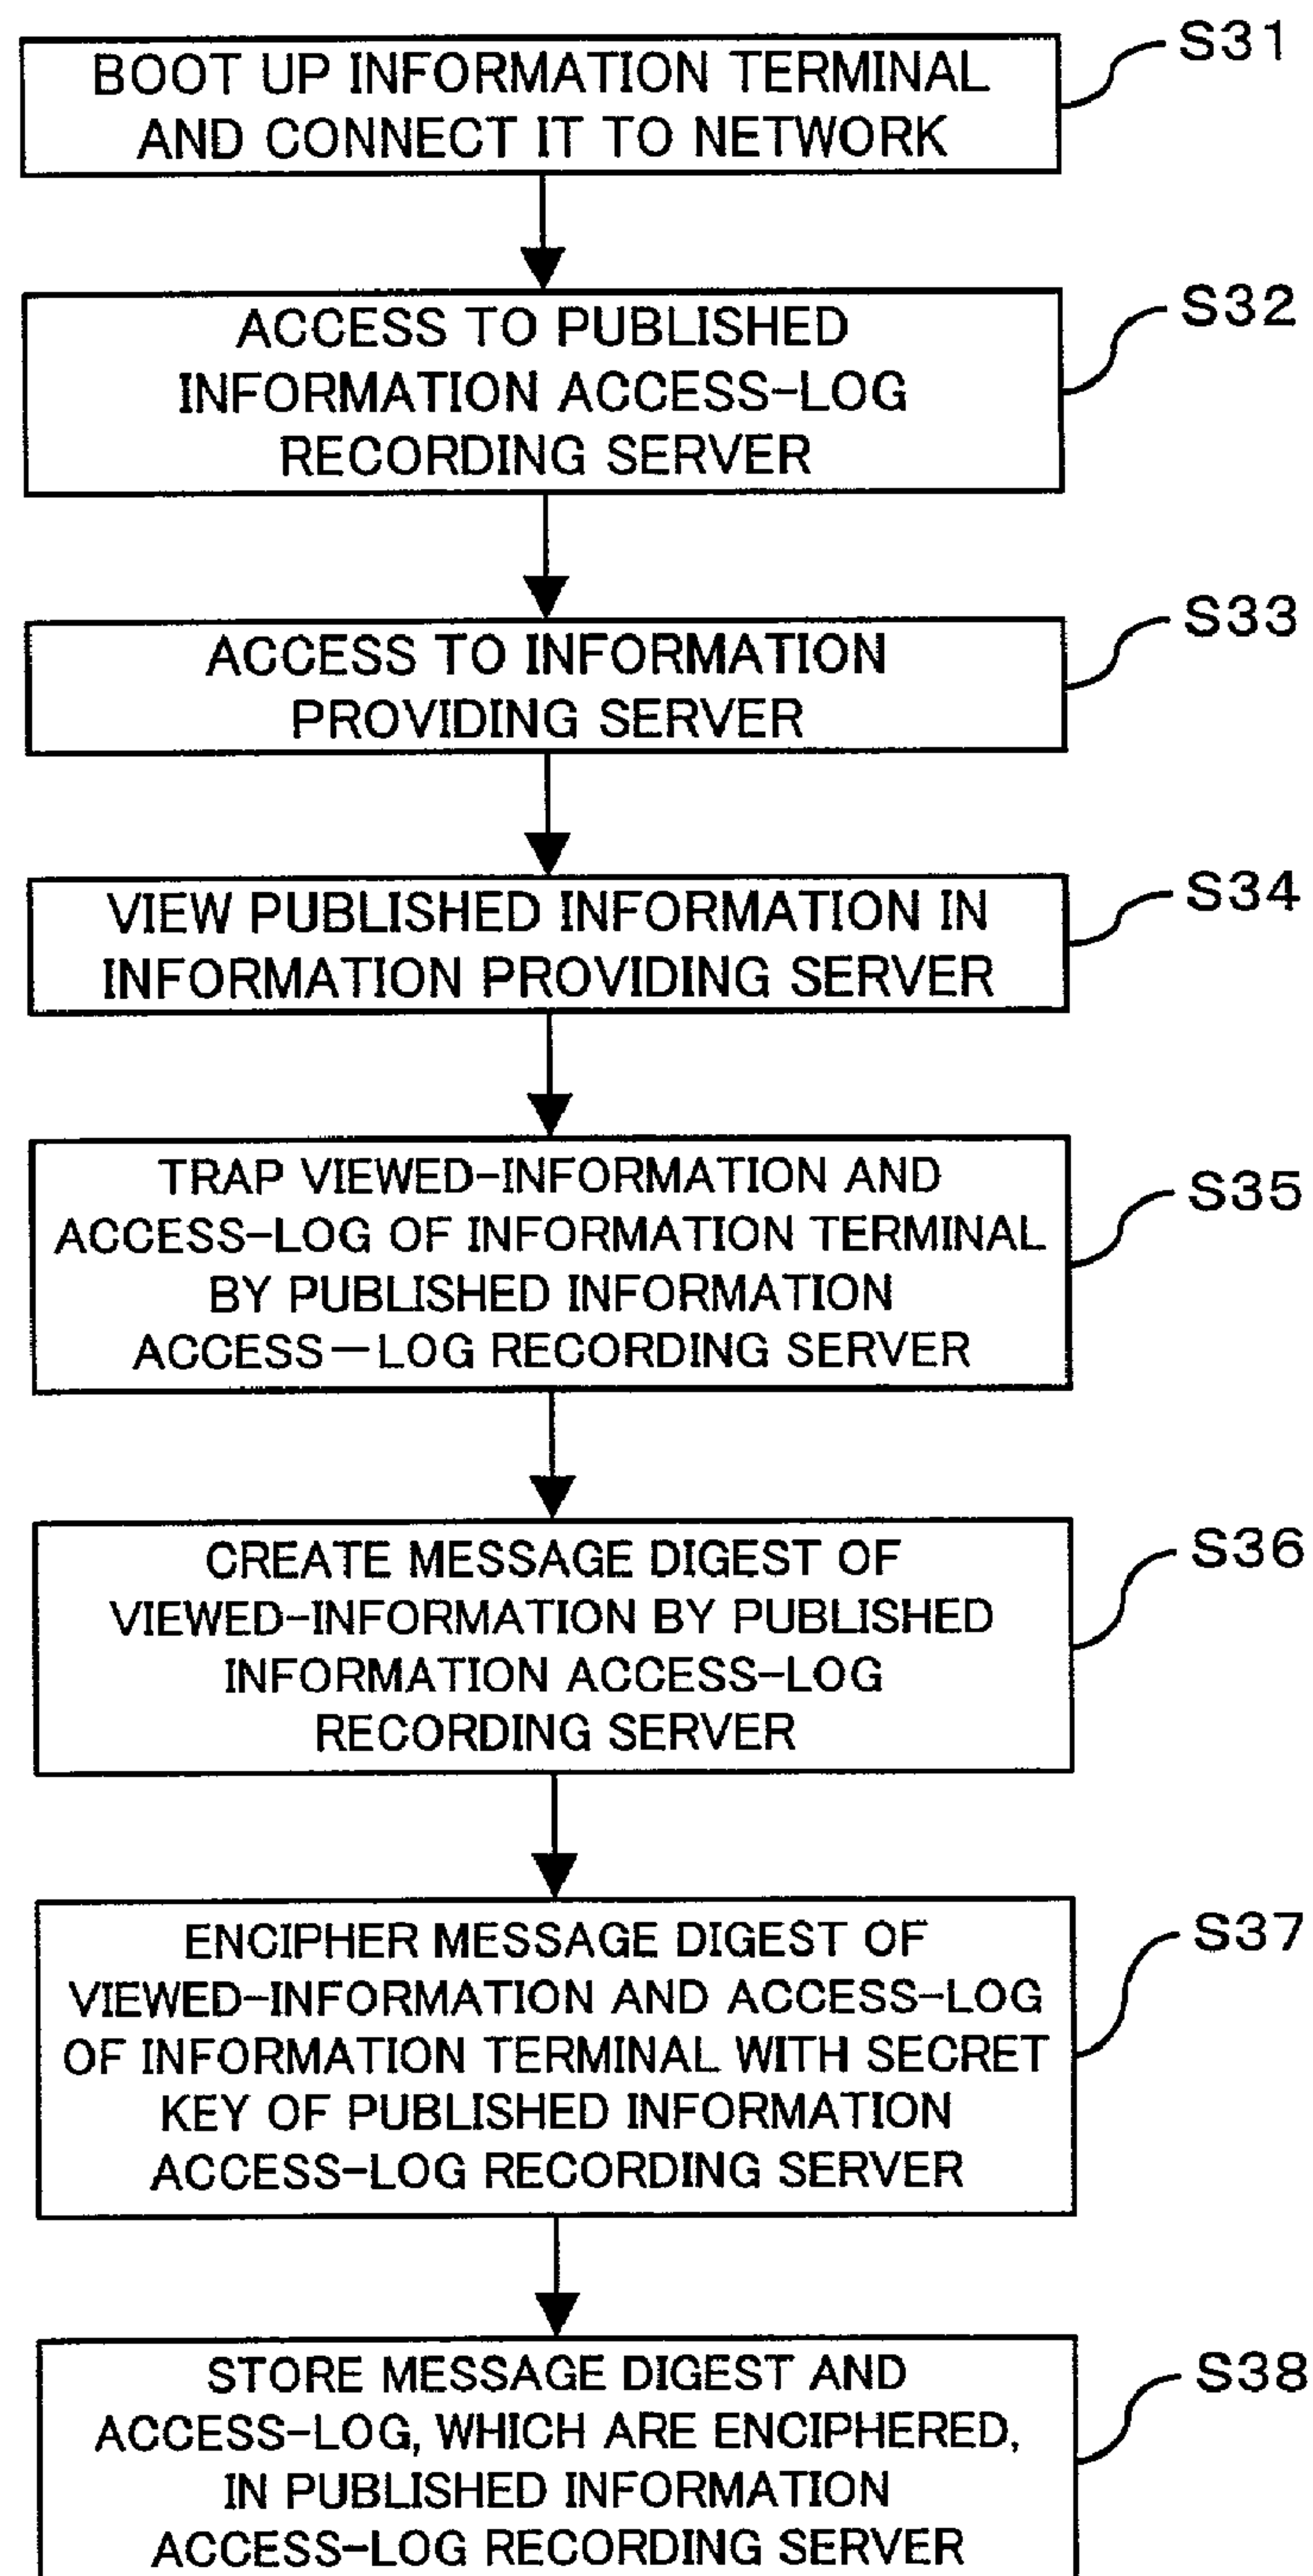 S31
BOOT UP INFORMATION TERMINAL
AND CONNECT IT TO NETWORK
S32
ACCESS TO PUBLISHED
INFORMATION ACCESS-LOG
RECORDING SERVER
S33
ACCESS TO INFORMATION
PROVIDING SERVER
S34
VIEW PUBLISHED INFORMATION IN
INFORMATION PROVIDING SERVER
S35
TRAP VIEWED-INFORMATION AND
ACCESS-LOG OF INFORMATION TERMINAL
BY PUBLISHED INFORMATION
ACCESS—LOG RECORDING SERVER
S36
CREATE MESSAGE DIGEST OF
VIEWED-INFORMATION BY PUBLISHED
INFORMATION ACCESS-LOG
RECORDING SERVER
S37
ENCIPHER MESSAGE DIGEST OF
VIEWED-INFORMATION AND ACCESS-LOG
OF INFORMATION TERMINAL WITH SECRET
KEY OF PUBLISHED INFORMATION
ACCESS-LOG RECORDING SERVER
S38
STORE MESSAGE DIGEST AND
ACCESS-LOG, WHICH ARE ENCIPHERED,
IN PUBLISHED INFORMATION
ACCESS-LOG RECORDING SERVER